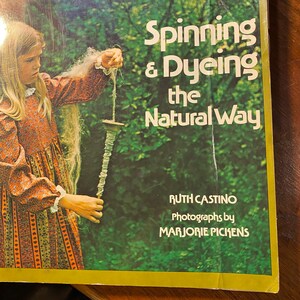 Spinning
& Dyeing
the
Natural Way
RUTH CASTINO
Photographs by
MARJORIE PICKENS